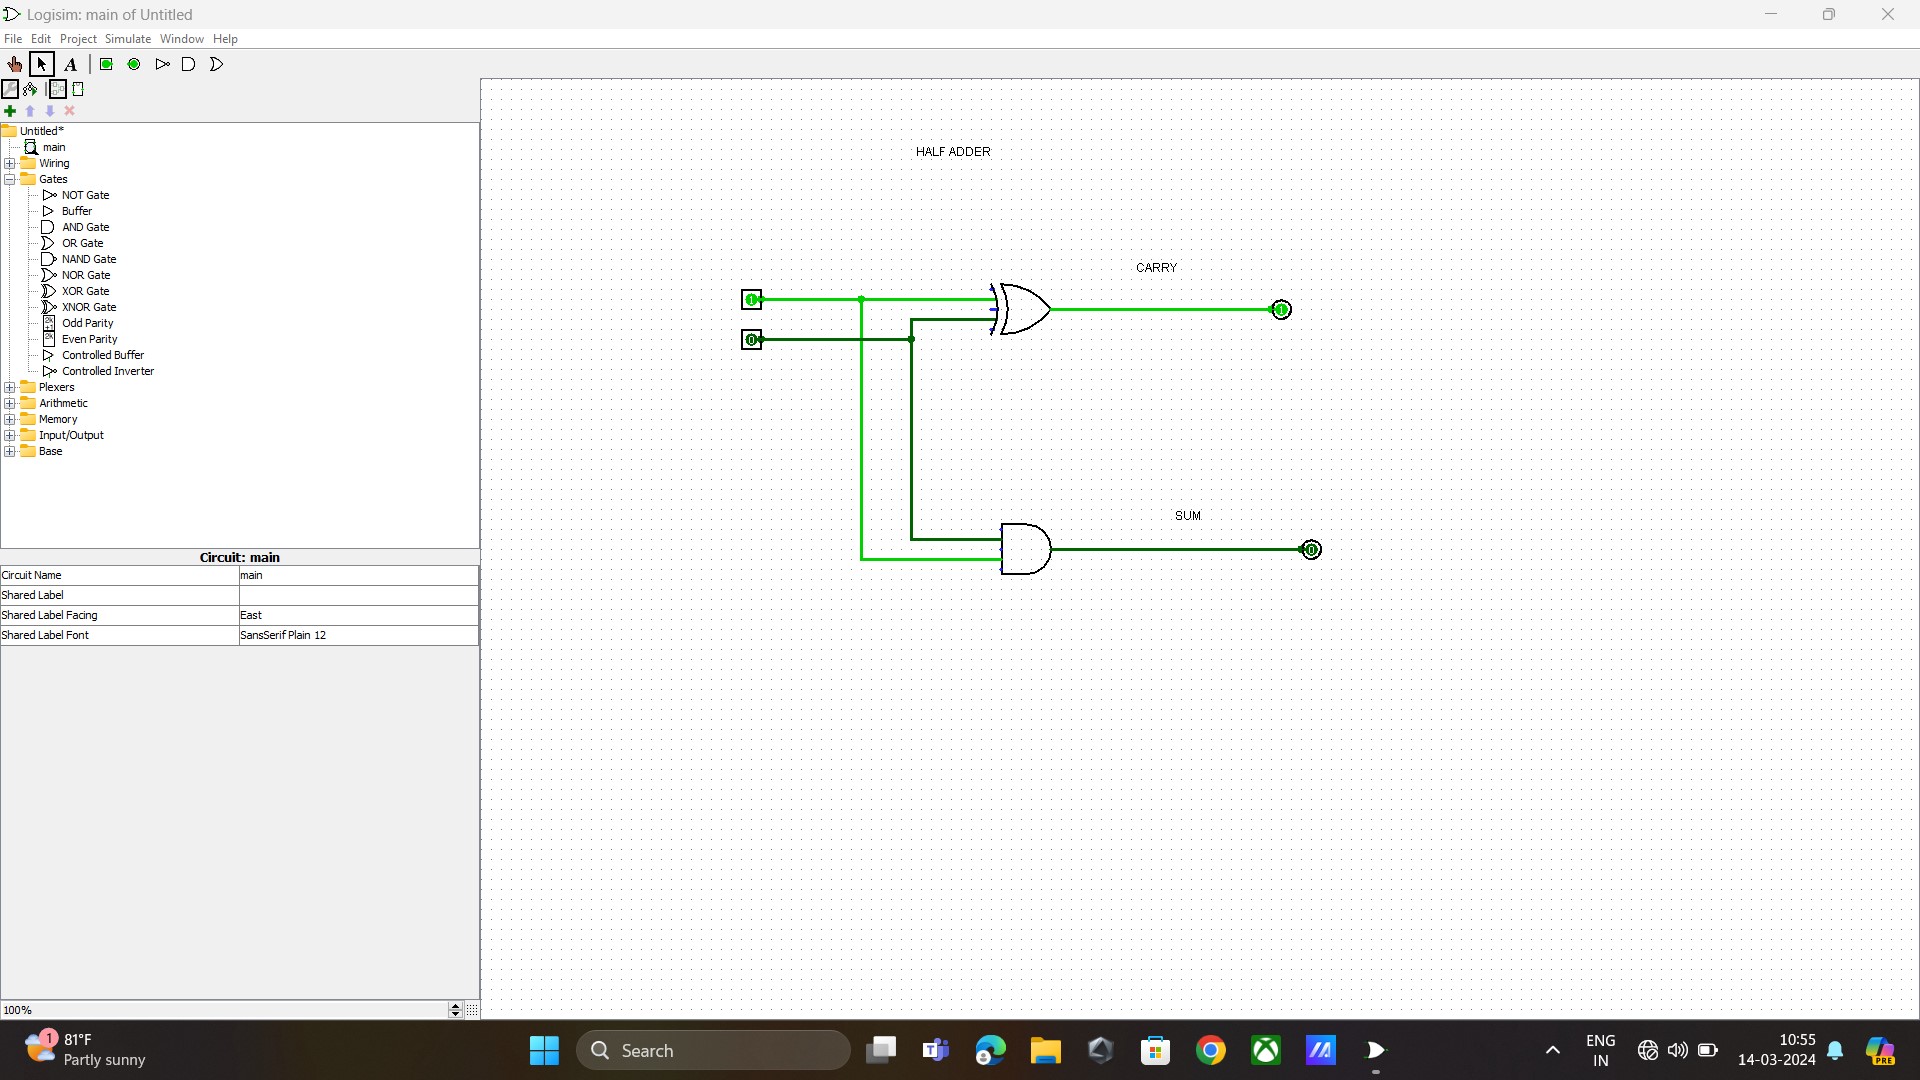 Logisim: main of Untitled
File Edit Project Simulate Window Help
A
Untitled*
main
Wiring
Gates
NOT Gate
Buffer
AND Gate
OR Gate
NAND Gate
NOR Gate
XOR Gate
XNOR Gate
Odd Parity
Even Parity
Controlled Buffer
Controlled Inverter
Plexers
Arithmetic
Memory
Input/Output
Base
Circuit: main
Circuit Name main
Shared Label
Shared Label Facing East
Shared Label Font SansSerif Plain 12
100%
HALF ADDER
CARRY
1
1
0
SUM
0
1
81°F
Partly sunny
Search
ENG
IN
10:55
14-03-2024
PRE